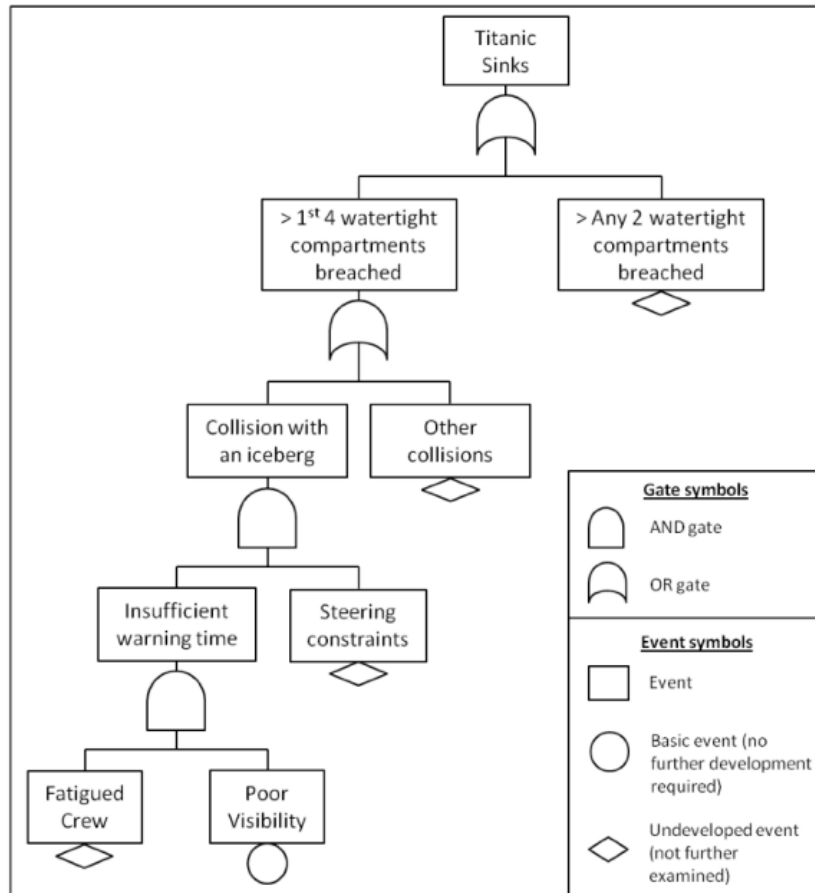 Titanic
Sinks
> 1st 4 watertight
compartments
breached
> Any 2 watertight
compartments
breached
Collision with
an iceberg
Other
collisions
Insufficient
warning time
Steering
constraints
Fatigued
Crew
Poor
Visibility
Gate symbols
AND gate
OR gate
Event symbols
Event
Basic event (no
further development
required)
Undeveloped event
(not further
examined)